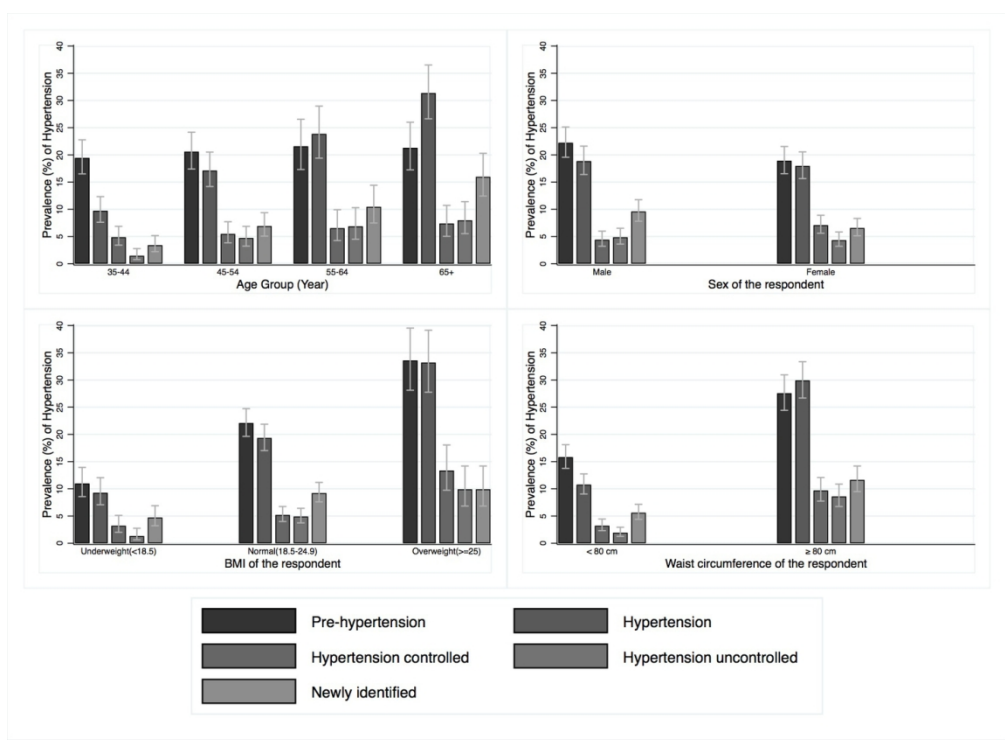 Prevalence (%) of Hypertension
40
35
30
25
20
15
10
5
0
35-44 45-54 55-64 65+
Age Group (Year)
Prevalence (%) of Hypertension
40
35
30
25
20
15
10
5
0
Male Female
Sex of the respondent
Prevalence (%) of Hypertension
40
35
30
25
20
15
10
5
0
Underweight(<18.5) Normal(18.5-24.9) Overweight(>=25)
BMI of the respondent
Prevalence (%) of Hypertension
40
35
30
25
20
15
10
5
0
< 80 cm ≥ 80 cm
Waist circumference of the respondent
Pre-hypertension Hypertension
Hypertension controlled Hypertension uncontrolled
Newly identified